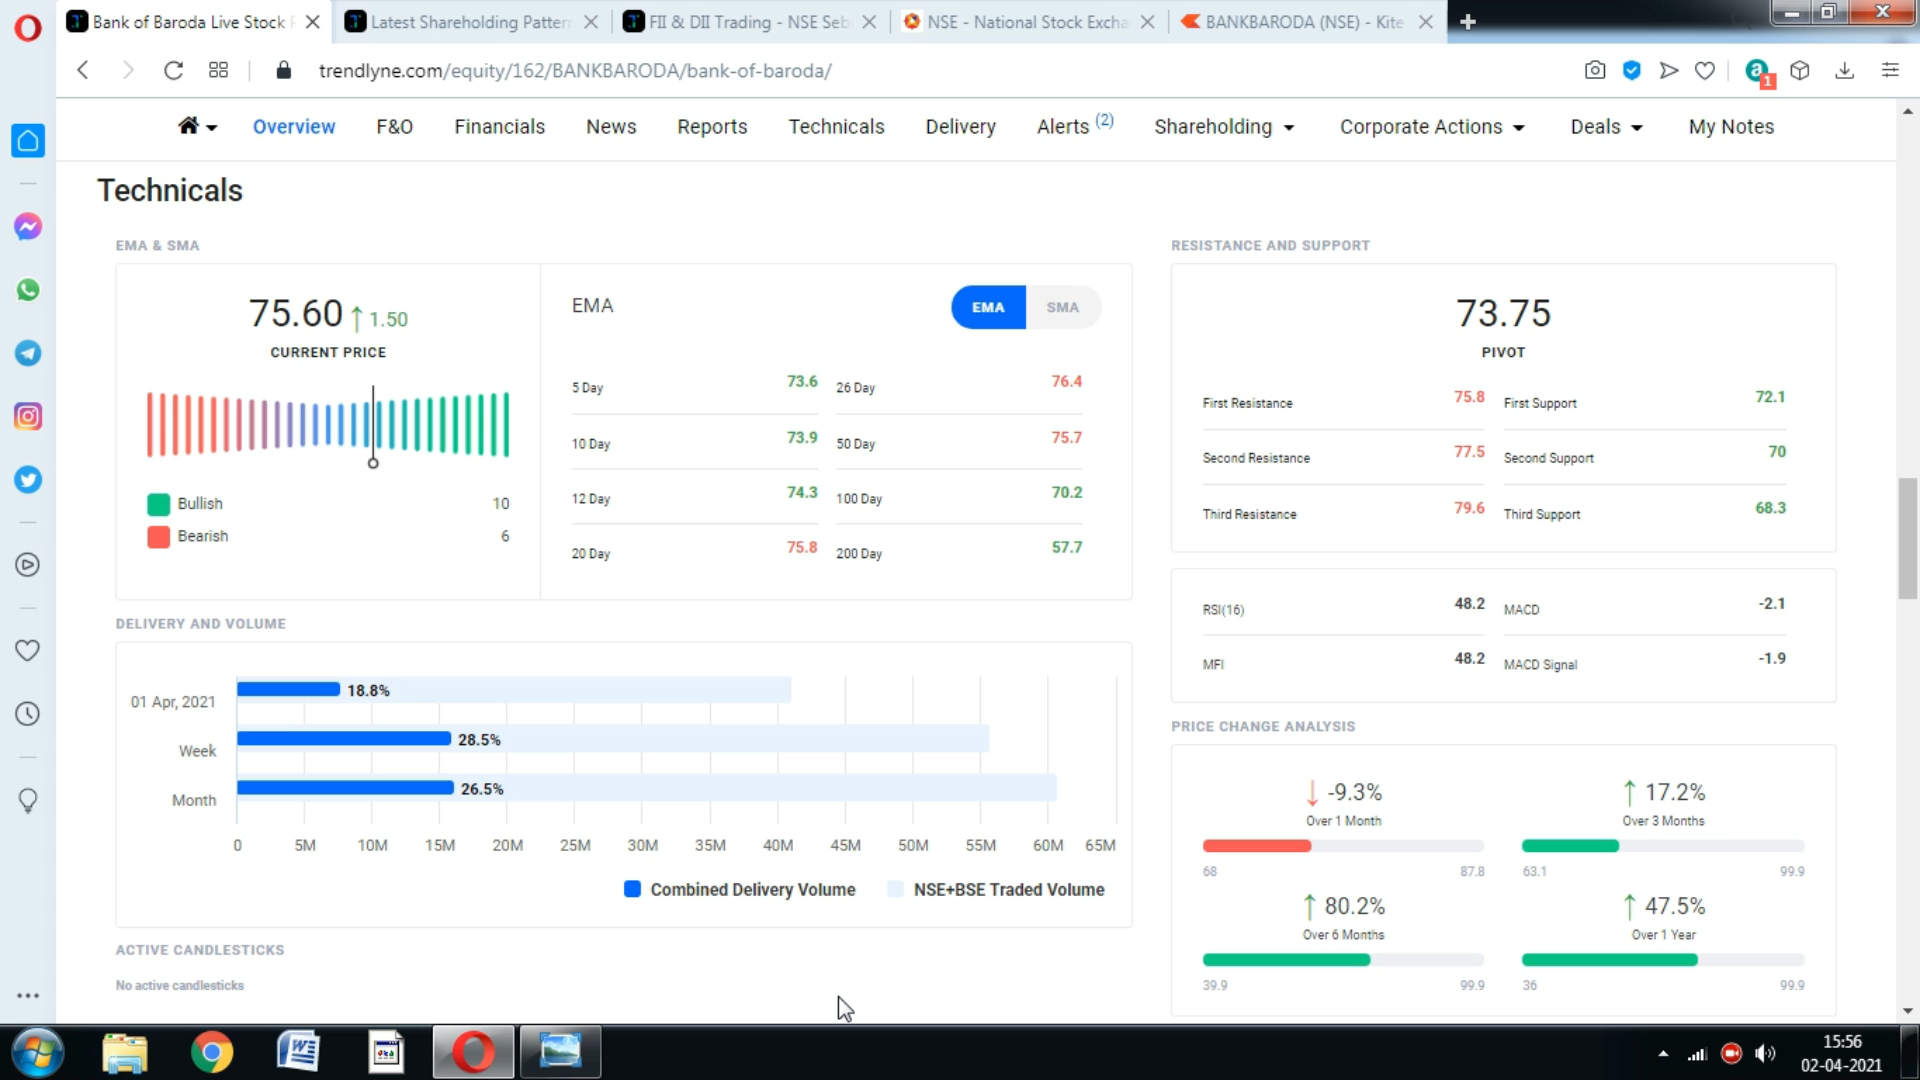 Bank of Baroda Live Stock
Latest Shareholding Pattern
FII & DII Trading - NSE Seb
NSE - National Stock Excha
BANKBARODA (NSE) - Kite
trendlyne.com/equity/162/BANKBARODA/bank-of-baroda/
a 1
Overview F&O Financials News Reports Technicals Delivery Alerts (2) Shareholding Corporate Actions Deals My Notes
Technicals
EMA & SMA
75.60 ↑ 1.50
CURRENT PRICE
Bullish 10
Bearish 6
EMA
EMA SMA
5 Day 73.6 26 Day 76.4
10 Day 73.9 50 Day 75.7
12 Day 74.3 100 Day 70.2
20 Day 75.8 200 Day 57.7
RESISTANCE AND SUPPORT
73.75
PIVOT
First Resistance 75.8 First Support 72.1
Second Resistance 77.5 Second Support 70
Third Resistance 79.6 Third Support 68.3
RSI(16) 48.2 MACD -2.1
MFI 48.2 MACD Signal -1.9
DELIVERY AND VOLUME
01 Apr, 2021 18.8%
Week 28.5%
Month 26.5%
0 5M 10M 15M 20M 25M 30M 35M 40M 45M 50M 55M 60M 65M
Combined Delivery Volume NSE+BSE Traded Volume
PRICE CHANGE ANALYSIS
↓ -9.3% ↑ 17.2%
Over 1 Month Over 3 Months
68 87.8 63.1 99.9
↑ 80.2% ↑ 47.5%
Over 6 Months Over 1 Year
39.9 99.9 36 99.9
ACTIVE CANDLESTICKS
No active candlesticks
15:56
02-04-2021